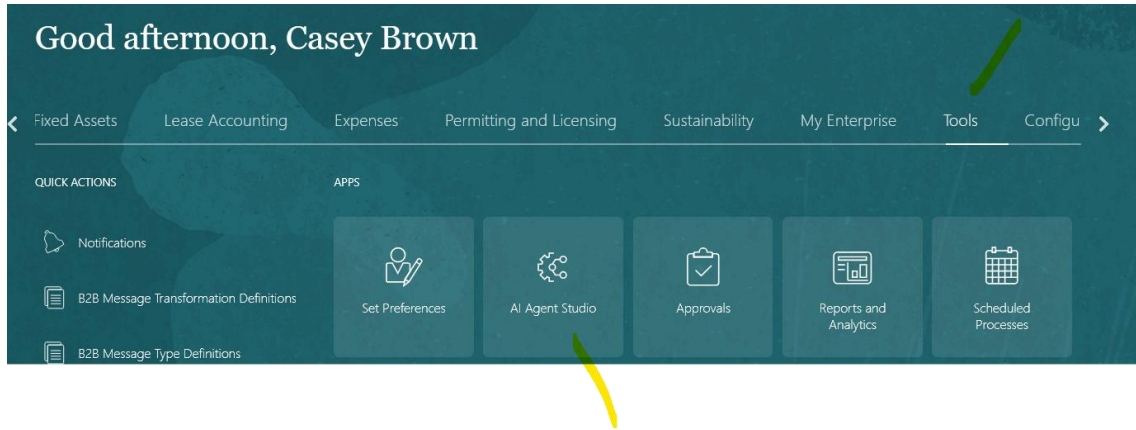 Good afternoon, Casey Brown
Fixed Assets Lease Accounting Expenses Permitting and Licensing Sustainability My Enterprise Tools Configu
QUICK ACTIONS
APPS
Notifications
B2B Message Transformation Definitions
B2B Message Type Definitions
Set Preferences
AI Agent Studio
Approvals
Reports and
Analytics
Scheduled
Processes